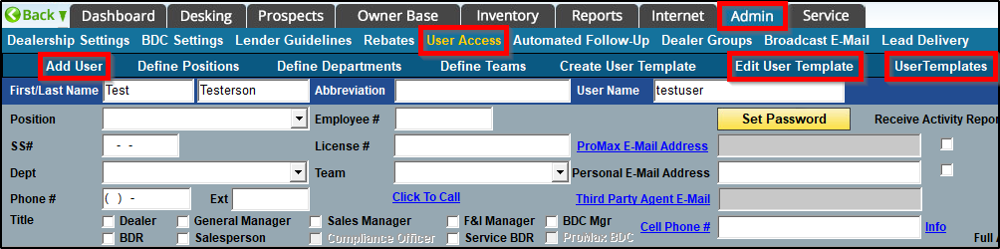 Back Dashboard Desking Prospects Owner Base Inventory Reports Internet Admin Service
Dealership Settings BDC Settings Lender Guidelines Rebates User Access Automated Follow-Up Dealer Groups Broadcast E-Mail Lead Delivery
Add User Define Positions Define Departments Define Teams Create User Template Edit User Template UserTemplates
First/Last Name Test Testerson Abbreviation User Name testuser
Position Employee # Set Password Receive Activity Repor
SS# - - License # ProMax E-Mail Address
Dept Team Personal E-Mail Address
Phone # ( ) - Ext Click To Call Third Party Agent E-Mail
Title Dealer General Manager Sales Manager F&I Manager BDC Mgr Cell Phone # Info
BDR Salesperson Compliance Officer Service BDR ProMax BDC Full A